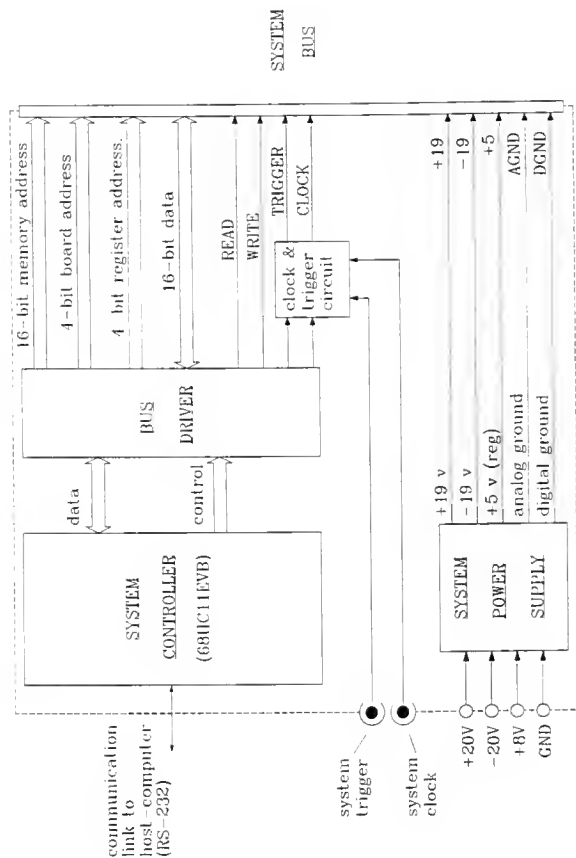 communication
link to
host-computer
(RS-232)
SYSTEM
CONTROLLER
(68HC11EVB)
data
control
BUS
DRIVER
16-bit memory address
4-bit board address
4 bit register address.
16-bit data
READ
WRITE
TRIGGER
CLOCK
clock &
trigger
circuit
SYSTEM
BUS
system
trigger
system
clock
+20V
-20V
+8V
GND
SYSTEM
POWER
SUPPLY
+19 v
-19 v
+5 v (reg)
analog ground
digital ground
+19
-19
+5
AGND
DGND